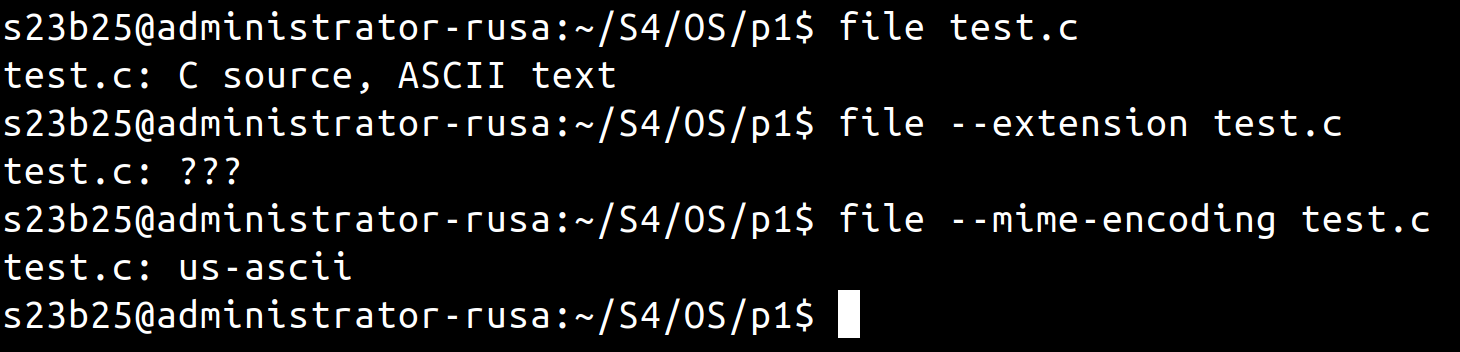 s23b25@administrator-rusa:~/S4/OS/p1$ file test.c
test.c: C source, ASCII text
s23b25@administrator-rusa:~/S4/OS/p1$ file --extension test.c
test.c: ???
s23b25@administrator-rusa:~/S4/OS/p1$ file --mime-encoding test.c
test.c: us-ascii
s23b25@administrator-rusa:~/S4/OS/p1$